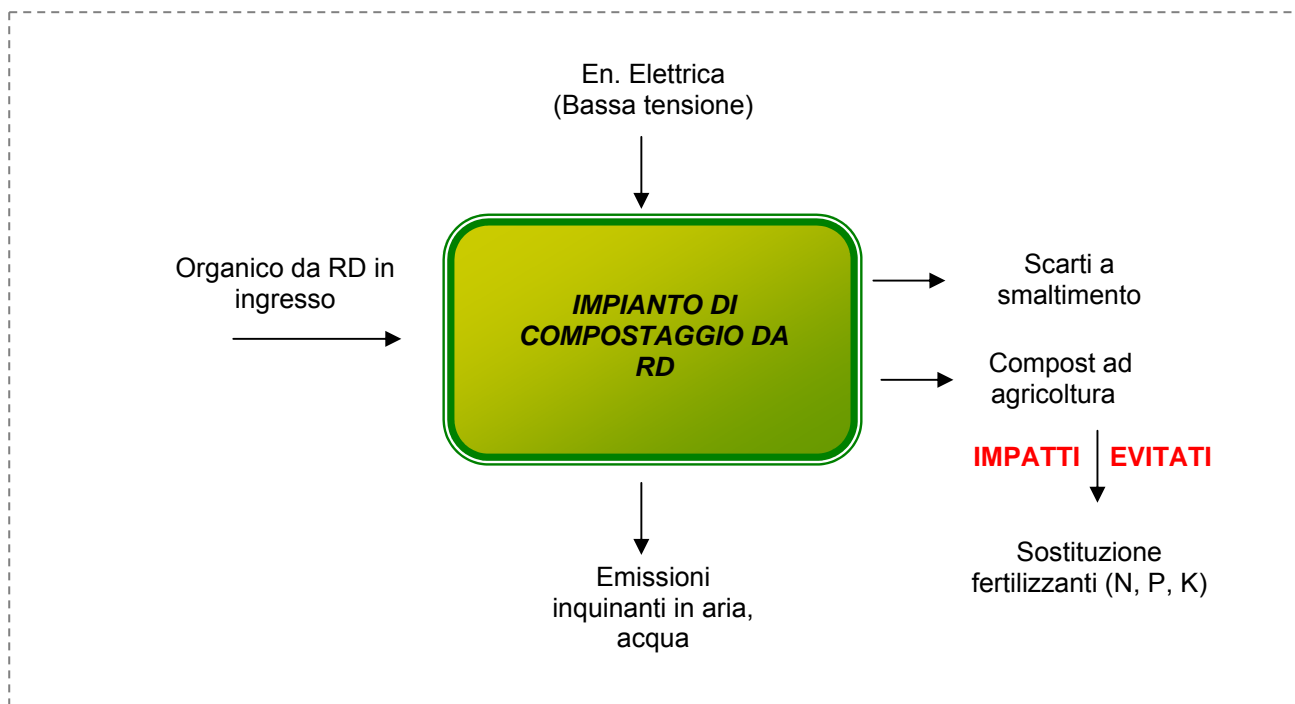 En. Elettrica
(Bassa tensione)
Organico da RD in
ingresso
IMPIANTO DI
COMPOSTAGGIO DA
RD
Scarti a
smaltimento
Compost ad
agricoltura
IMPATTI EVITATI
Sostituzione
fertilizzanti (N, P, K)
Emissioni
inquinanti in aria,
acqua